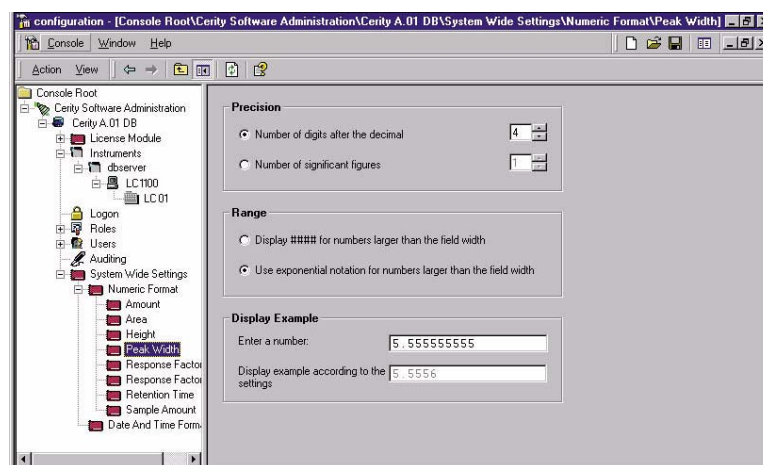 configuration - [Console Root\Cerity Software Administration\Cerity A.01 DB\System Wide Settings\Numeric Format\Peak Width]
Console Window Help
Action View
Console Root
Cerity Software Administration
Cerity A.01 DB
License Module
Instruments
dbserver
LC1100
LC 01
Logon
Roles
Users
Auditing
System Wide Settings
Numeric Format
Amount
Area
Height
Peak Width
Response Factor
Response Factor
Retention Time
Sample Amount
Date And Time Form
Precision
Number of digits after the decimal 4
Number of significant figures 1
Range
Display #### for numbers larger than the field width
Use exponential notation for numbers larger than the field width
Display Example
Enter a number: 5.555555555
Display example according to the settings 5.5556